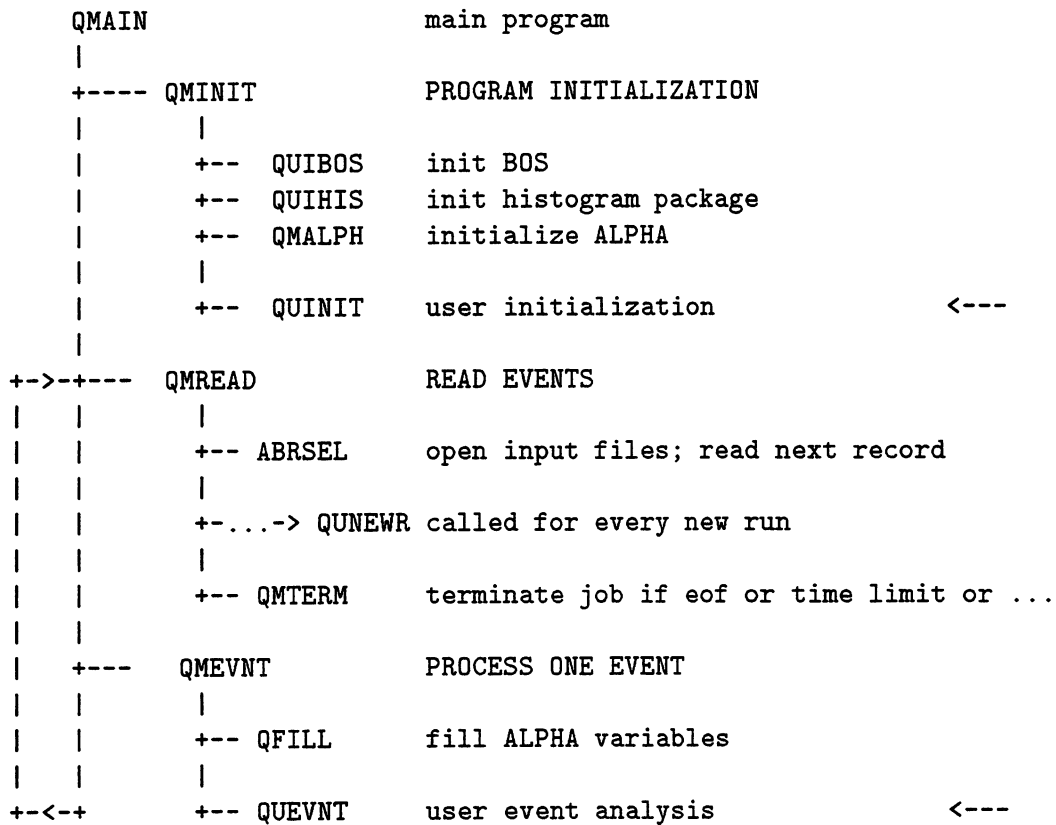 QMAIN main program
|
+---- QMINIT PROGRAM INITIALIZATION
| |
| +-- QUIBOS init BOS
| +-- QUIHIS init histogram package
| +-- QMALPH initialize ALPHA
| |
| +-- QUINIT user initialization <---
|
+->-+--- QMREAD READ EVENTS
| | |
| | +-- ABRSEL open input files; read next record
| | |
| | +-...-> QUNEWR called for every new run
| | |
| | +-- QMTERM terminate job if eof or time limit or ...
| |
| +--- QMEVNT PROCESS ONE EVENT
| | |
| | +-- QFILL fill ALPHA variables
| | |
+-<-+ +-- QUEVNT user event analysis <---